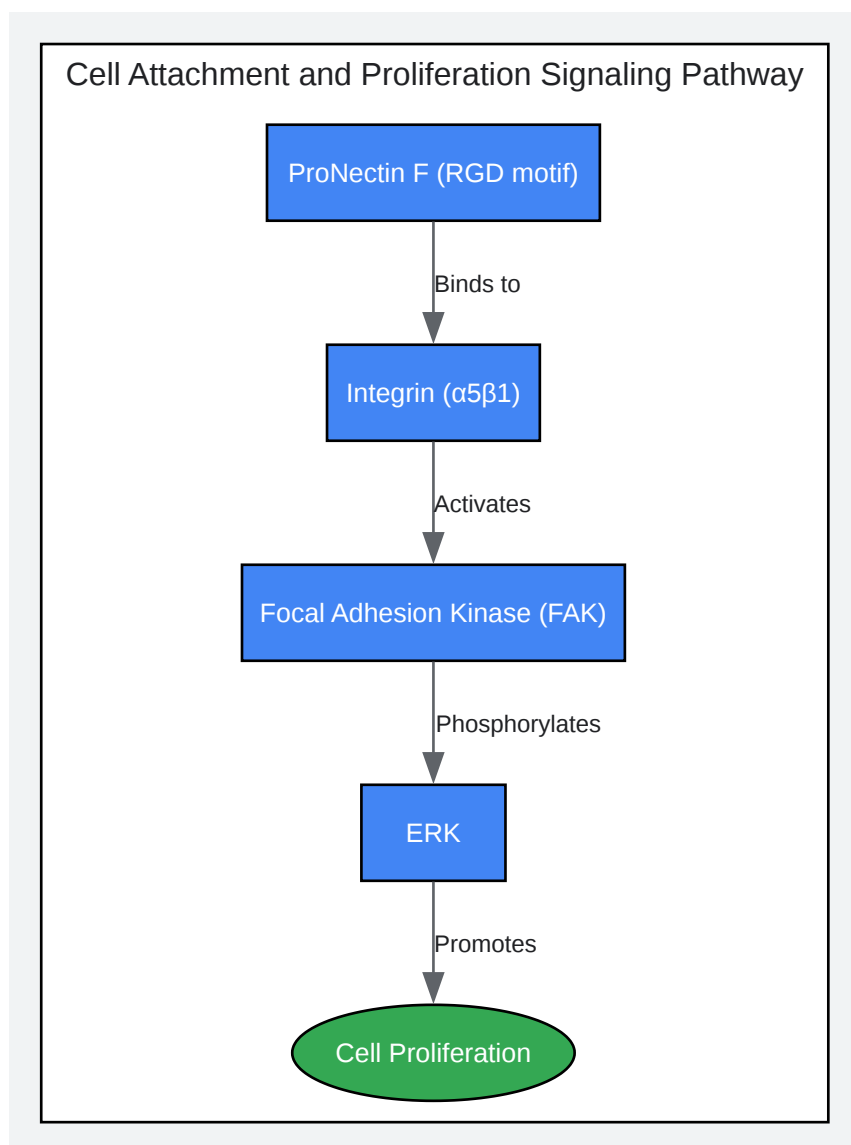 Cell Attachment and Proliferation Signaling Pathway
ProNectin F (RGD motif)
Binds to
Integrin (α5β1)
Activates
Focal Adhesion Kinase (FAK)
Phosphorylates
ERK
Promotes
Cell Proliferation